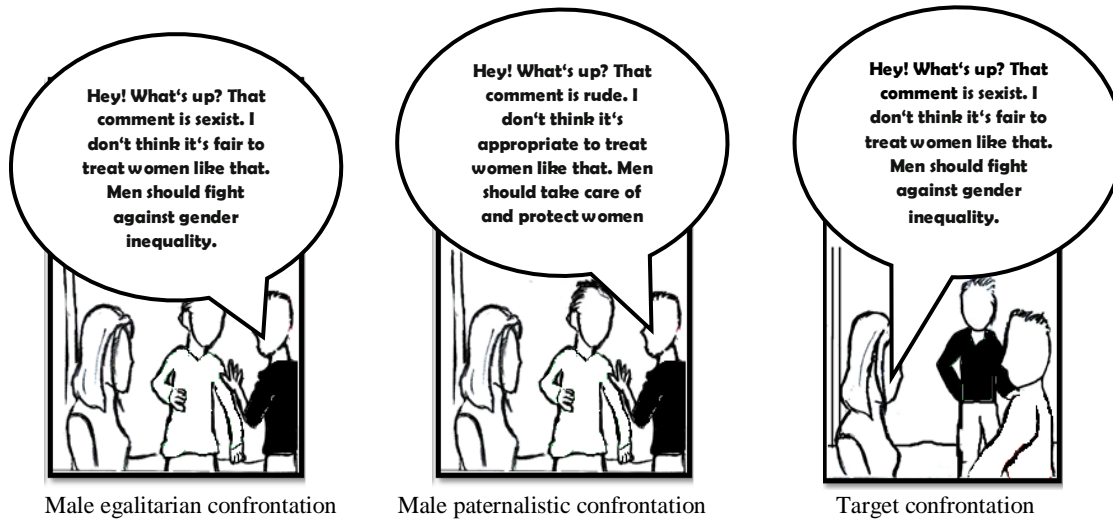 Hey! What‘s up? That
comment is sexist. I
don't think it‘s fair to
treat women like that.
Men should fight
against gender
inequality.
Hey! What‘s up? That
comment is rude. I
don‘t think it's
appropriate to treat
women like that. Men
should take care of
and protect women
Hey! What‘s up? That
comment is sexist. I
don't think it‘s fair to
treat women like that.
Men should fight
against gender
inequality.
Male egalitarian confrontation
Male paternalistic confrontation
Target confrontation